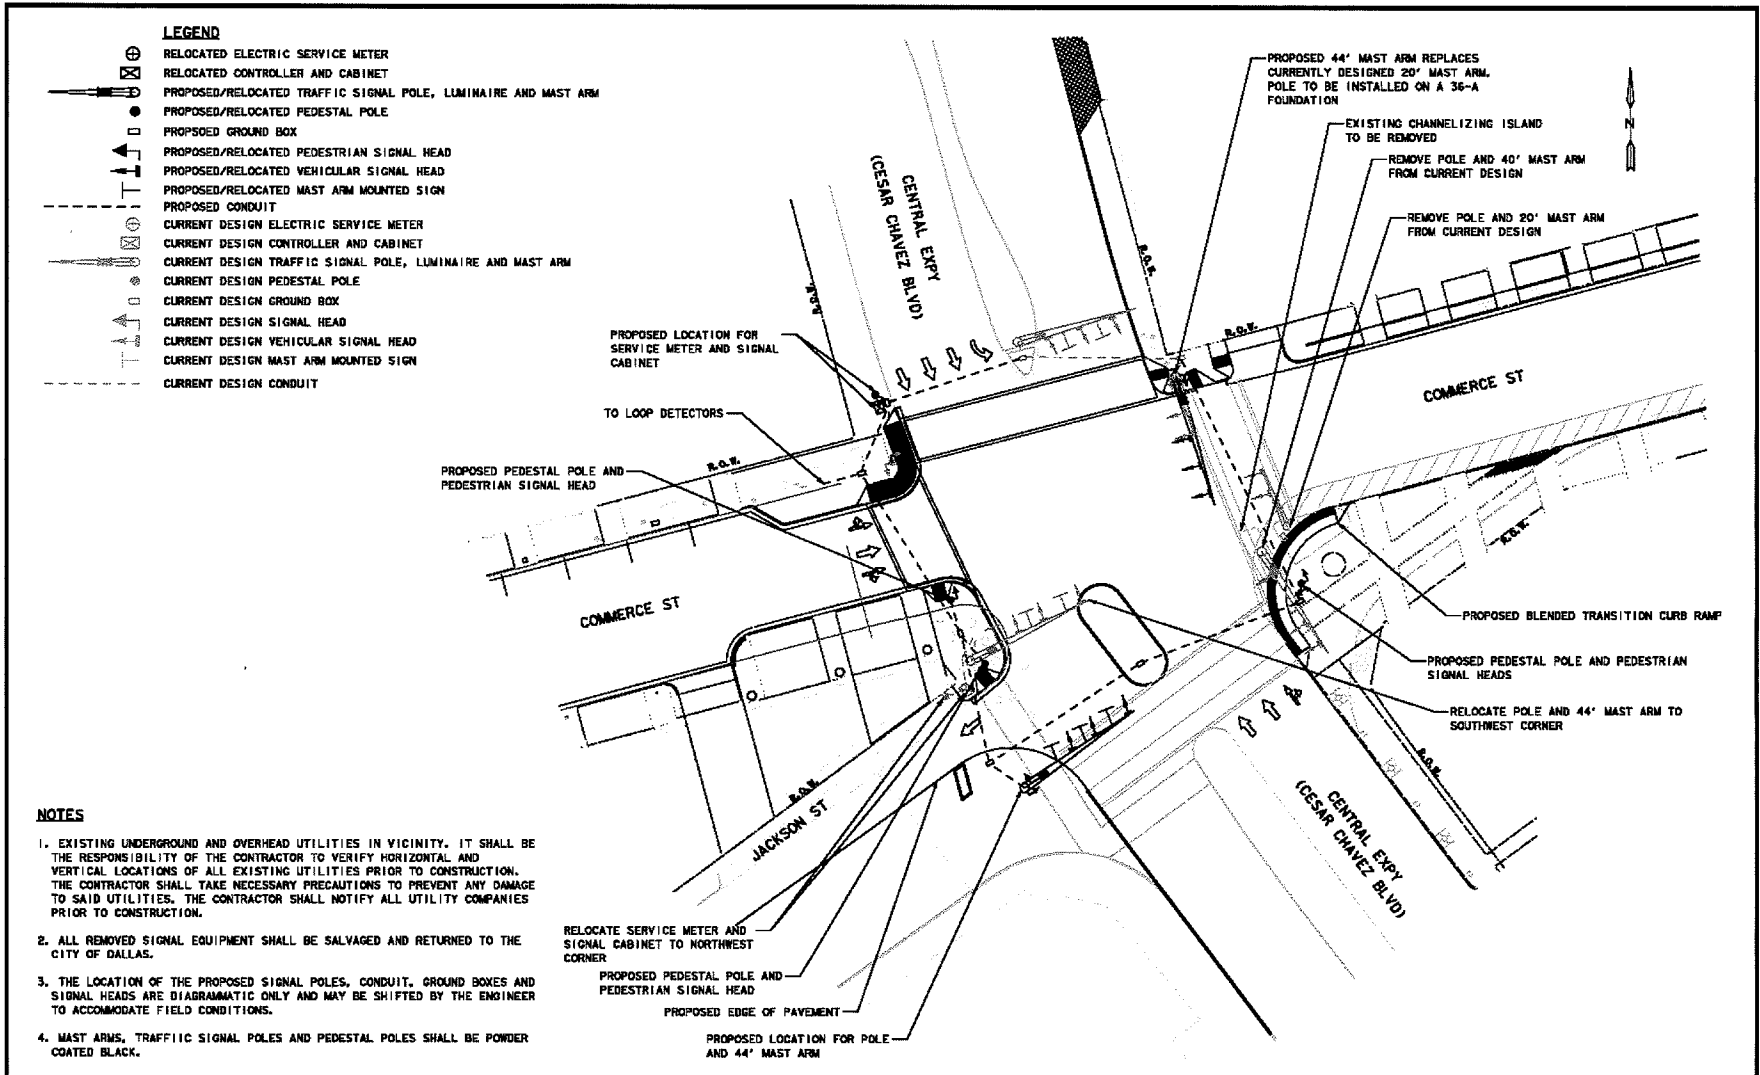 LEGEND
RELOCATED ELECTRIC SERVICE METER
RELOCATED CONTROLLER AND CABINET
PROPOSED/RELOCATED TRAFFIC SIGNAL POLE, LUMINAIRE AND MAST ARM
PROPOSED/RELOCATED PEDESTAL POLE
PROPSOED GROUND BOX
PROPOSED/RELOCATED PEDESTRIAN SIGNAL HEAD
PROPOSED/RELOCATED VEHICULAR SIGNAL HEAD
PROPOSED/RELOCATED MAST ARM MOUNTED SIGN
PROPOSED CONDUIT
CURRENT DESIGN ELECTRIC SERVICE METER
CURRENT DESIGN CONTROLLER AND CABINET
CURRENT DESIGN TRAFFIC SIGNAL POLE, LUMINAIRE AND MAST ARM
CURRENT DESIGN PEDESTAL POLE
CURRENT DESIGN GROUND BOX
CURRENT DESIGN SIGNAL HEAD
CURRENT DESIGN VEHICULAR SIGNAL HEAD
CURRENT DESIGN MAST ARM MOUNTED SIGN
CURRENT DESIGN CONDUIT
PROPOSED 44' MAST ARM REPLACES
CURRENTLY DESIGNED 20' MAST ARM.
POLE TO BE INSTALLED ON A 36-A
FOUNDATION
EXISTING CHANNELIZING ISLAND
TO BE REMOVED
REMOVE POLE AND 40' MAST ARM
FROM CURRENT DESIGN
REMOVE POLE AND 20' MAST ARM
FROM CURRENT DESIGN
N
CENTRAL EXPY
(CESAR CHAVEZ BLVD)
R.O.W.
R.O.W.
R.O.W.
PROPOSED LOCATION FOR
SERVICE METER AND SIGNAL
CABINET
TO LOOP DETECTORS
COMMERCE ST
R.O.W.
PROPOSED PEDESTAL POLE AND
PEDESTRIAN SIGNAL HEAD
R.O.W.
COMMERCE ST
PROPOSED BLENDED TRANSITION CURB RAMP
PROPOSED PEDESTAL POLE AND PEDESTRIAN
SIGNAL HEADS
RELOCATE POLE AND 44' MAST ARM TO
SOUTHWEST CORNER
R.O.W.
R.O.W.
JACKSON ST
CENTRAL EXPY
(CESAR CHAVEZ BLVD)
NOTES
1. EXISTING UNDERGROUND AND OVERHEAD UTILITIES IN VICINITY. IT SHALL BE
THE RESPONSIBILITY OF THE CONTRACTOR TO VERIFY HORIZONTAL AND
VERTICAL LOCATIONS OF ALL EXISTING UTILITIES PRIOR TO CONSTRUCTION.
THE CONTRACTOR SHALL TAKE NECESSARY PRECAUTIONS TO PREVENT ANY DAMAGE
TO SAID UTILITIES. THE CONTRACTOR SHALL NOTIFY ALL UTILITY COMPANIES
PRIOR TO CONSTRUCTION.
2. ALL REMOVED SIGNAL EQUIPMENT SHALL BE SALVAGED AND RETURNED TO THE
CITY OF DALLAS.
3. THE LOCATION OF THE PROPOSED SIGNAL POLES, CONDUIT, GROUND BOXES AND
SIGNAL HEADS ARE DIAGRAMMATIC ONLY AND MAY BE SHIFTED BY THE ENGINEER
TO ACCOMMODATE FIELD CONDITIONS.
4. MAST ARMS, TRAFFIIC SIGNAL POLES AND PEDESTAL POLES SHALL BE POWDER
COATED BLACK.
RELOCATE SERVICE METER AND
SIGNAL CABINET TO NORTHWEST
CORNER
PROPOSED PEDESTAL POLE AND
PEDESTRIAN SIGNAL HEAD
PROPOSED EDGE OF PAVEMENT
PROPOSED LOCATION FOR POLE
AND 44' MAST ARM